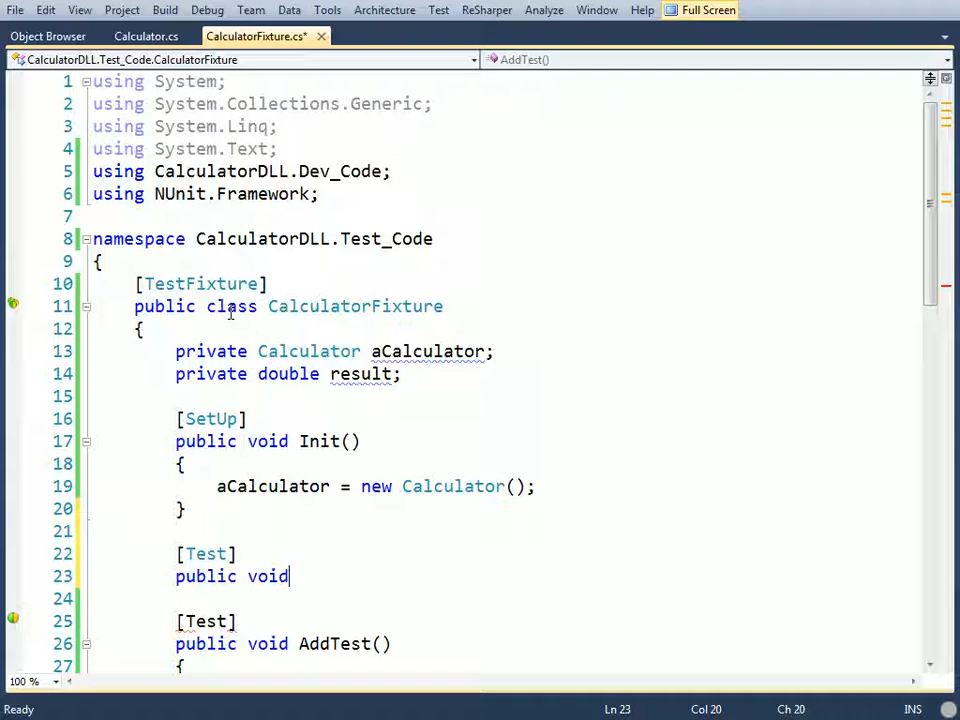 File Edit View Project Build Debug Team Data Tools Architecture Test ReSharper Analyze Window Help Full Screen
Object Browser Calculator.cs CalculatorFixture.cs*
CalculatorDLL.Test_Code.CalculatorFixture AddTest()
1 using System;
2 using System.Collections.Generic;
3 using System.Linq;
4 using System.Text;
5 using CalculatorDLL.Dev_Code;
6 using NUnit.Framework;
7
8 namespace CalculatorDLL.Test_Code
9 {
10 [TestFixture]
11 public class CalculatorFixture
12 {
13 private Calculator aCalculator;
14 private double result;
15
16 [SetUp]
17 public void Init()
18 {
19 aCalculator = new Calculator();
20 }
21
22 [Test]
23 public void
24
25 [Test]
26 public void AddTest()
27 {
100 %
Ready Ln 23 Col 20 Ch 20 INS